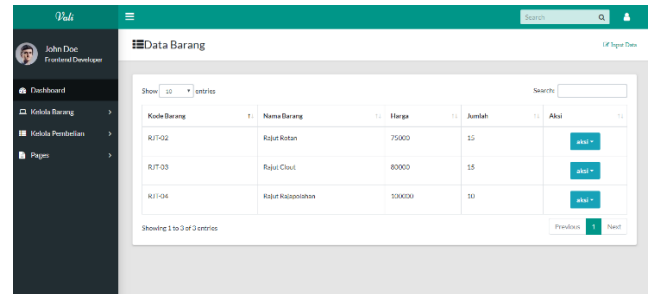 Vali
Search
John Doe
Frontend Developer
Data Barang
Input Data
Dashboard
Kelola Barang
Kelola Pembelian
Pages
Show 10 entries
Search:
Kode Barang Nama Barang Harga Jumlah Aksi
RJT-02 Rajut Rotan 75000 15 aksi
RJT-03 Rajut Clout 80000 15 aksi
RJT-04 Rajut Rajapolahan 100000 10 aksi
Showing 1 to 3 of 3 entries
Previous 1 Next